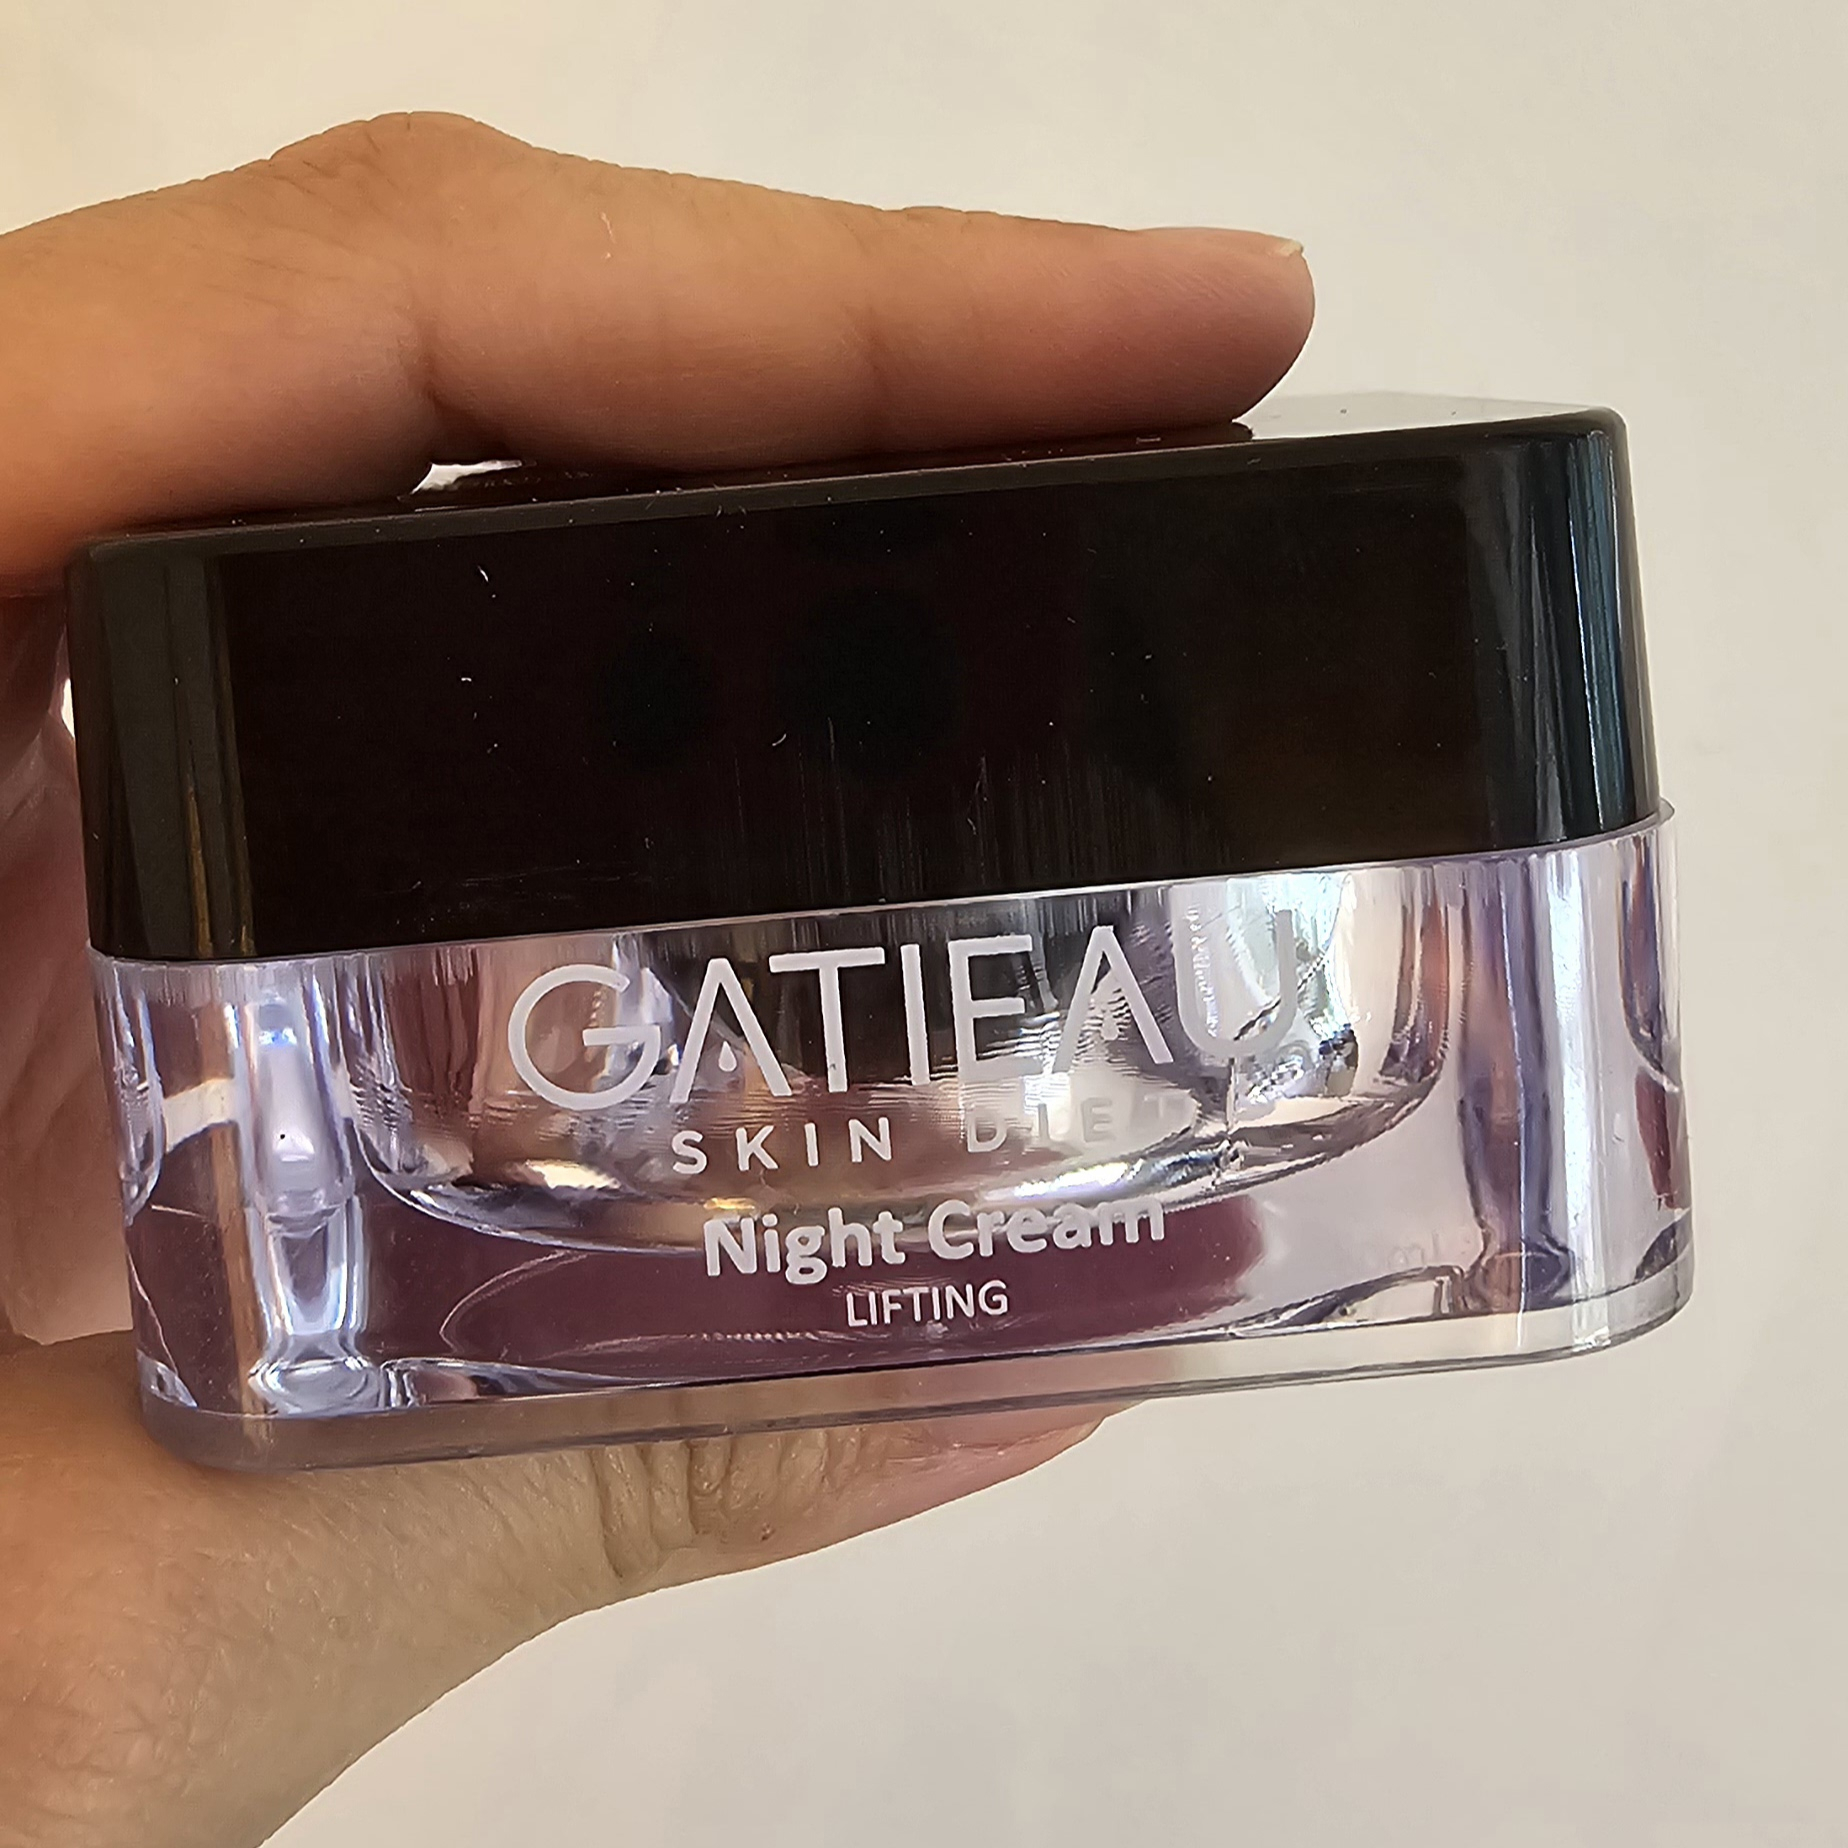 GATIEAU
SKIN DIET
Night Cream
LIFTING